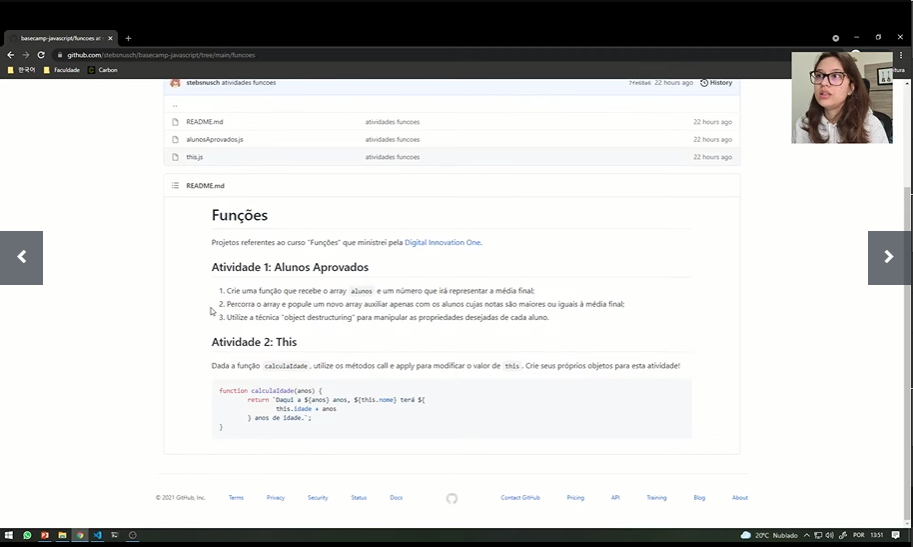 basecamp-javascript/funcoes at
github.com/stebsnusch/basecamp-javascript/tree/main/funcoes
한국어 Faculdade Carbon
stebsnusch atividades funcoes 22 hours ago History
..
README.md atividades funcoes 22 hours ago
alunosAprovados.js atividades funcoes 22 hours ago
this.js atividades funcoes 22 hours ago
README.md
Funções
Projetos referentes ao curso "Funções" que ministrei pela Digital Innovation One.
Atividade 1: Alunos Aprovados
1. Crie uma função que recebe o array alunos e um número que irá representar a média final;
2. Percorra o array e popule um novo array auxiliar apenas com os alunos cujas notas são maiores ou iguais à média final;
3. Utilize a técnica "object destructuring" para manipular as propriedades desejadas de cada aluno.
Atividade 2: This
Dada a função calculaIdade, utilize os métodos call e apply para modificar o valor de this. Crie seus próprios objetos para esta atividade!
function calculaIdade(anos) {
return `Daqui a ${anos} anos, ${this.nome} terá ${
this.idade + anos
} anos de idade.`;
}
© 2021 GitHub, Inc. Terms Privacy Security Status Docs Contact GitHub Pricing API Training Blog About
20°C Nublado POR 13:51